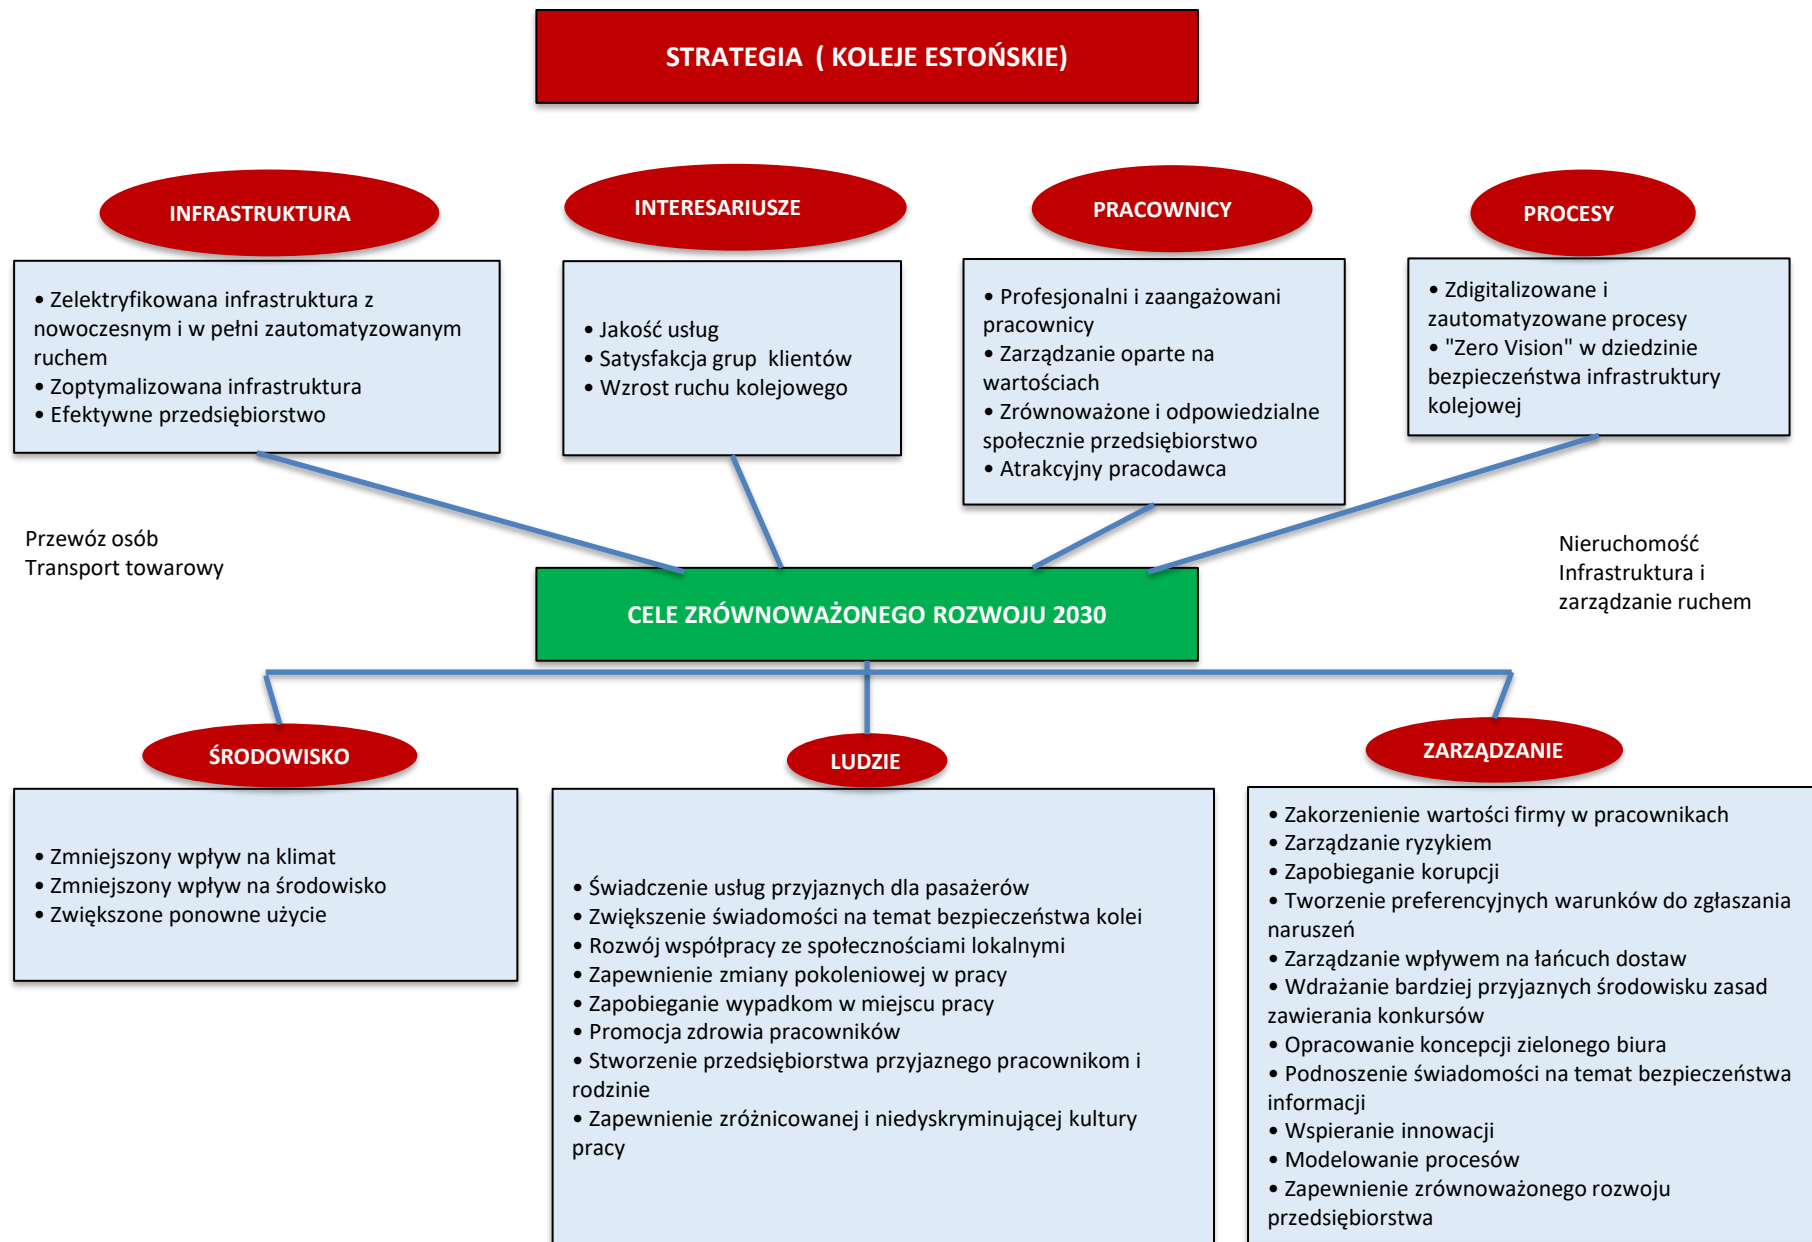 STRATEGIA ( KOLEJE ESTOŃSKIE)
INFRASTRUKTURA
• Zelektryfikowana infrastruktura z
nowoczesnym i w pełni zautomatyzowanym
ruchem
• Zoptymalizowana infrastruktura
• Efektywne przedsiębiorstwo
INTERESARIUSZE
• Jakość usług
• Satysfakcja grup klientów
• Wzrost ruchu kolejowego
PRACOWNICY
• Profesjonalni i zaangażowani
pracownicy
• Zarządzanie oparte na
wartościach
• Zrównoważone i odpowiedzialne
społecznie przedsiębiorstwo
• Atrakcyjny pracodawca
PROCESY
• Zdigitalizowane i
zautomatyzowane procesy
• "Zero Vision" w dziedzinie
bezpieczeństwa infrastruktury
kolejowej
Przewóz osób
Transport towarowy
Nieruchomość
Infrastruktura i
zarządzanie ruchem
CELE ZRÓWNOWAŻONEGO ROZWOJU 2030
ŚRODOWISKO
• Zmniejszony wpływ na klimat
• Zmniejszony wpływ na środowisko
• Zwiększone ponowne użycie
LUDZIE
• Świadczenie usług przyjaznych dla pasażerów
• Zwiększenie świadomości na temat bezpieczeństwa kolei
• Rozwój współpracy ze społecznościami lokalnymi
• Zapewnienie zmiany pokoleniowej w pracy
• Zapobieganie wypadkom w miejscu pracy
• Promocja zdrowia pracowników
• Stworzenie przedsiębiorstwa przyjaznego pracownikom i
rodzinie
• Zapewnienie zróżnicowanej i niedyskryminującej kultury
pracy
ZARZĄDZANIE
• Zakorzenienie wartości firmy w pracownikach
• Zarządzanie ryzykiem
• Zapobieganie korupcji
• Tworzenie preferencyjnych warunków do zgłaszania
naruszeń
• Zarządzanie wpływem na łańcuch dostaw
• Wdrażanie bardziej przyjaznych środowisku zasad
zawierania konkursów
• Opracowanie koncepcji zielonego biura
• Podnoszenie świadomości na temat bezpieczeństwa
informacji
• Wspieranie innowacji
• Modelowanie procesów
• Zapewnienie zrównoważonego rozwoju
przedsiębiorstwa